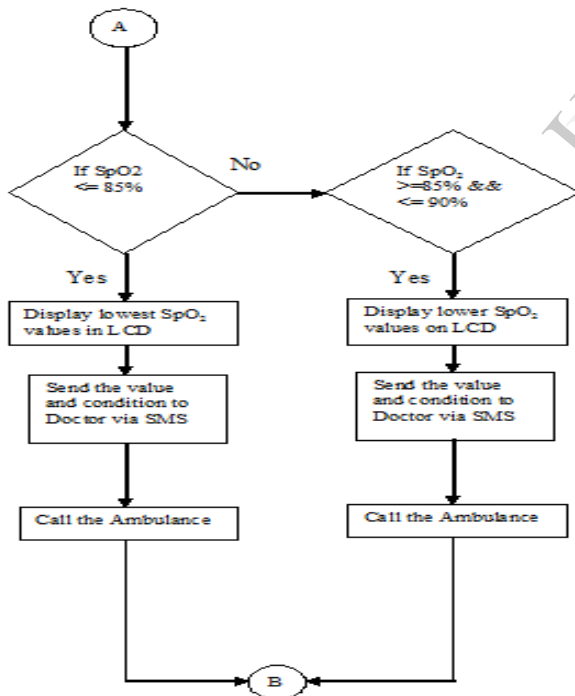 A
If SpO2
<= 85%
No
If SpO₂
>=85% &&
<= 90%
Yes
Yes
Display lowest SpO₂
values in LCD
Display lower SpO₂
values on LCD
Send the value
and condition to
Doctor via SMS
Send the value
and condition to
Doctor via SMS
Call the Ambulance
Call the Ambulance
B